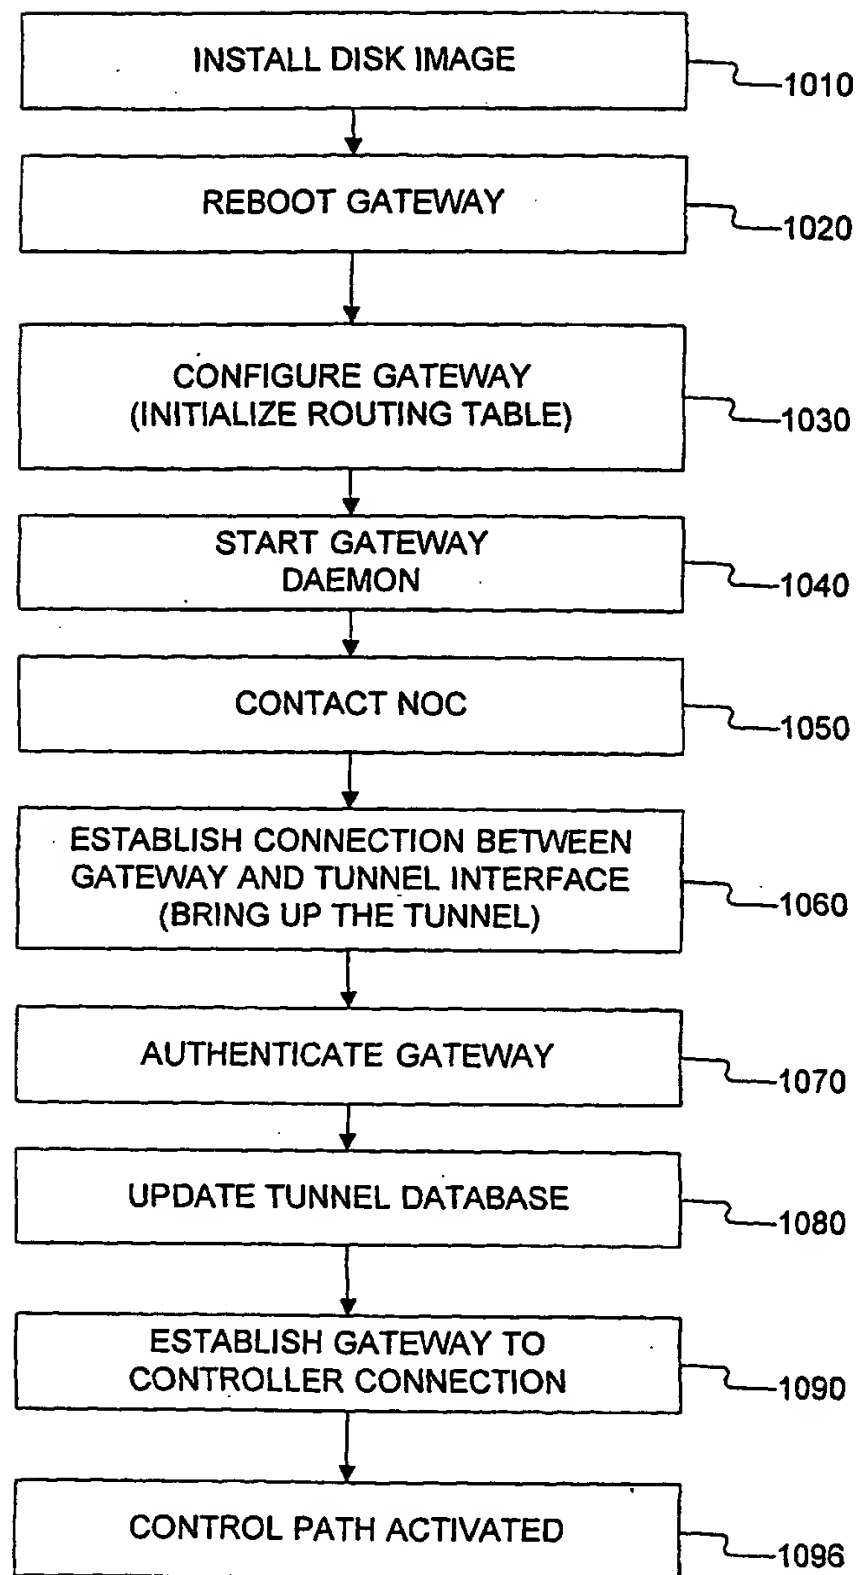 INSTALL DISK IMAGE
1010
REBOOT GATEWAY
1020
CONFIGURE GATEWAY
(INITIALIZE ROUTING TABLE)
1030
START GATEWAY
DAEMON
1040
CONTACT NOC
1050
ESTABLISH CONNECTION BETWEEN
GATEWAY AND TUNNEL INTERFACE
(BRING UP THE TUNNEL)
1060
AUTHENTICATE GATEWAY
1070
UPDATE TUNNEL DATABASE
1080
ESTABLISH GATEWAY TO
CONTROLLER CONNECTION
1090
CONTROL PATH ACTIVATED
1096